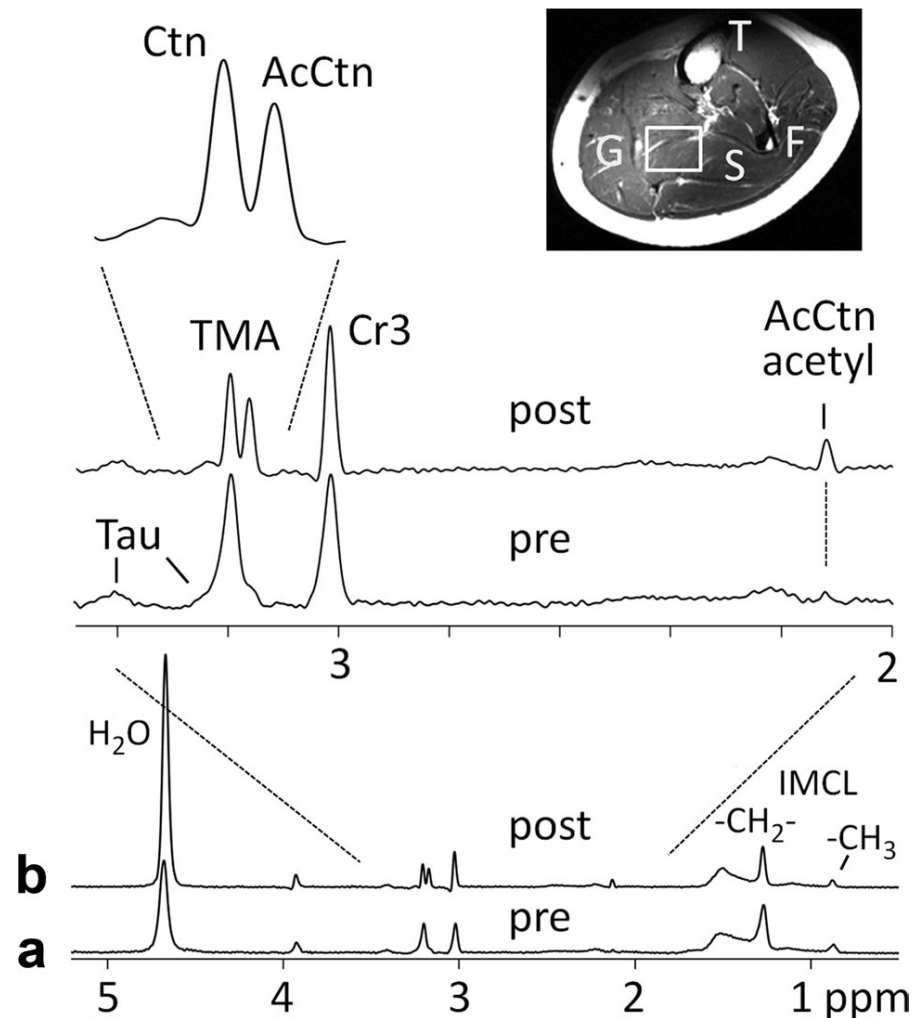 Ctn
AcCtn
T
G
S
F
TMA
Cr3
AcCtn
acetyl
post
Tau
pre
3
2
H₂O
IMCL
-CH₂-
-CH₃
post
b
pre
a
5 4 3 2 1 ppm